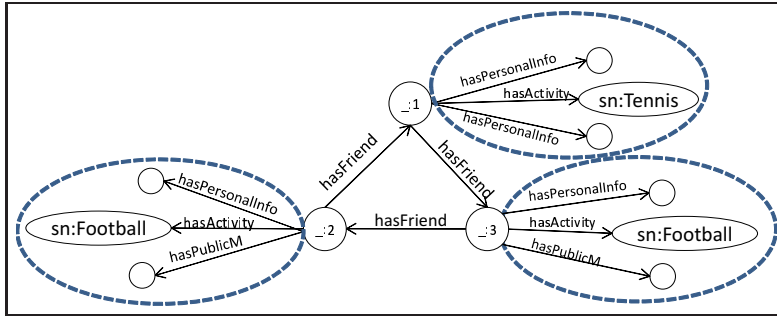 hasPersonalInfo
_:1
hasActivity
sn:Tennis
hasPersonalInfo
hasFriend
hasFriend
hasPersonalInfo
sn:Football
hasActivity
hasPublicM
_:2
hasFriend
_:3
hasPersonalInfo
hasActivity
sn:Football
hasPublicM